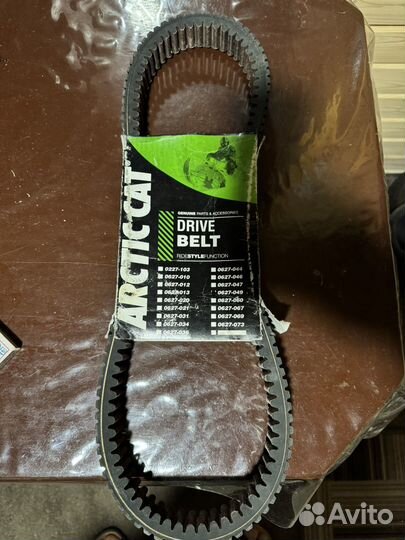 ARCTIC CAT
GENUINE PARTS & ACCESSORIES
DRIVE
BELT
RIDESTYLEFUNCTION
0227-103
0627-010
0627-012
0627-020
0627-021
0627-031
0627-034
0627-044
0627-046
0627-047
0627-049
0627-060
0627-067
0627-069
0627-073
Avito